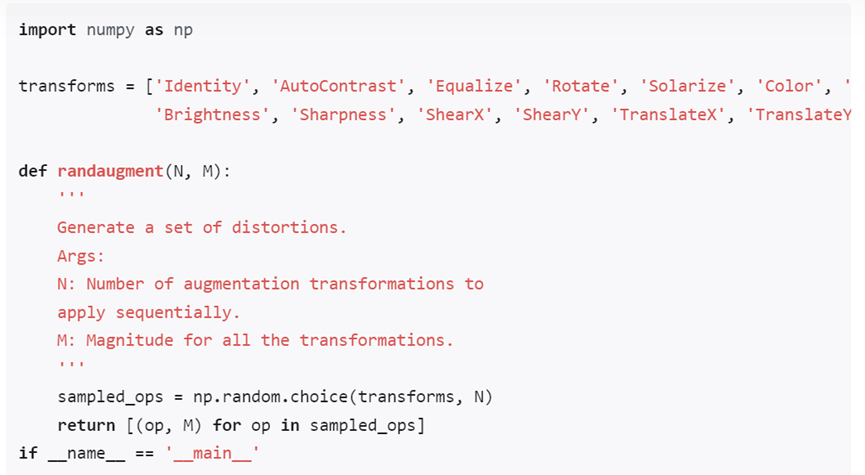 import numpy as np
transforms = ['Identity', 'AutoContrast', 'Equalize', 'Rotate', 'Solarize', 'Color', '
'Brightness', 'Sharpness', 'ShearX', 'ShearY', 'TranslateX', 'TranslateY
def randaugment(N, M):
'''
Generate a set of distortions.
Args:
N: Number of augmentation transformations to
apply sequentially.
M: Magnitude for all the transformations.
'''
sampled_ops = np.random.choice(transforms, N)
return [(op, M) for op in sampled_ops]
if __name__ == '__main__'